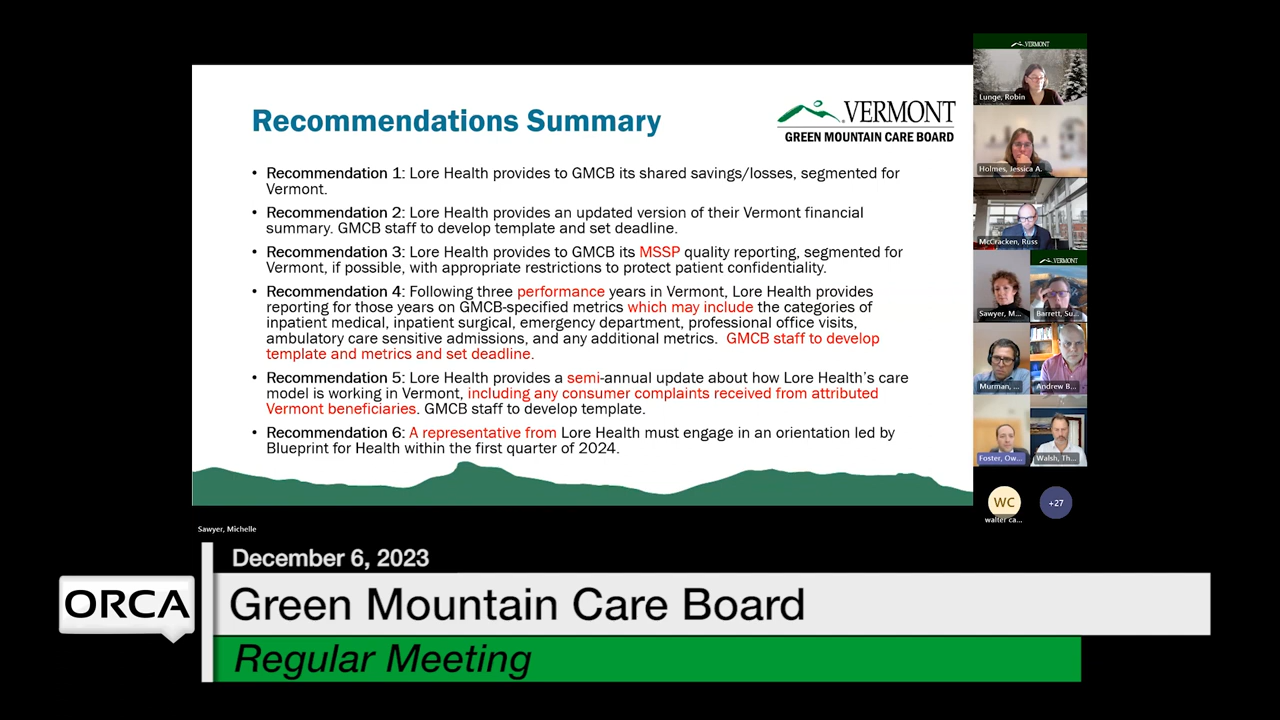 Recommendations Summary
VERMONT
GREEN MOUNTAIN CARE BOARD
• Recommendation 1: Lore Health provides to GMCB its shared savings/losses, segmented for
Vermont.
• Recommendation 2: Lore Health provides an updated version of their Vermont financial
summary. GMCB staff to develop template and set deadline.
• Recommendation 3: Lore Health provides to GMCB its MSSP quality reporting, segmented for
Vermont, if possible, with appropriate restrictions to protect patient confidentiality.
• Recommendation 4: Following three performance years in Vermont, Lore Health provides
reporting for those years on GMCB-specified metrics which may include the categories of
inpatient medical, inpatient surgical, emergency department, professional office visits,
ambulatory care sensitive admissions, and any additional metrics. GMCB staff to develop
template and metrics and set deadline.
• Recommendation 5: Lore Health provides a semi-annual update about how Lore Health's care
model is working in Vermont, including any consumer complaints received from attributed
Vermont beneficiaries. GMCB staff to develop template.
• Recommendation 6: A representative from Lore Health must engage in an orientation led by
Blueprint for Health within the first quarter of 2024.
VERMONT
Lunge, Robin
Holmes, Jessica A.
McCracken, Russ
VERMONT
Sawyer, M...
Barrett, Su...
Murman, ...
Andrew B...
Foster, Ow...
Walsh, Th...
WC
walter ca...
+27
Sawyer, Michelle
December 6, 2023
ORCA
Green Mountain Care Board
Regular Meeting